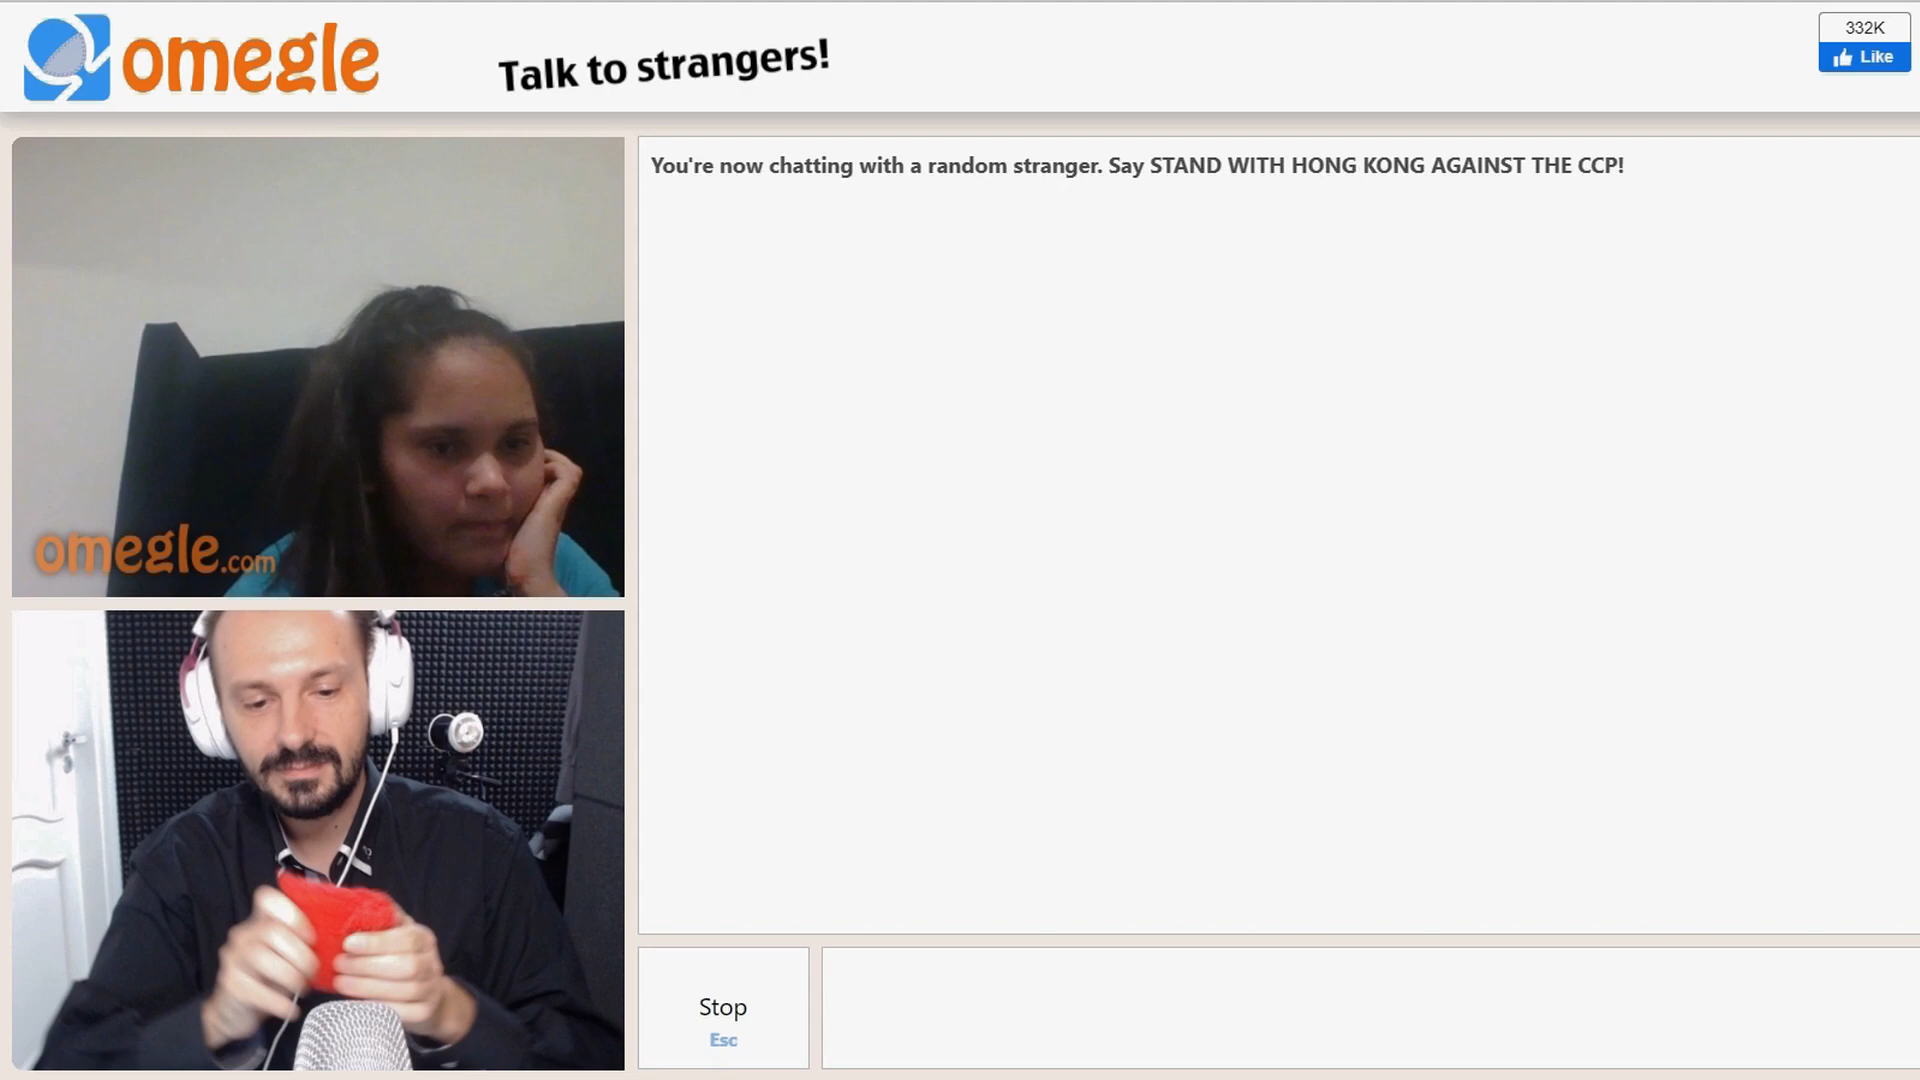 omegle
Talk to strangers!
332K
Like
You're now chatting with a random stranger. Say STAND WITH HONG KONG AGAINST THE CCP!
omegle.com
Stop
Esc